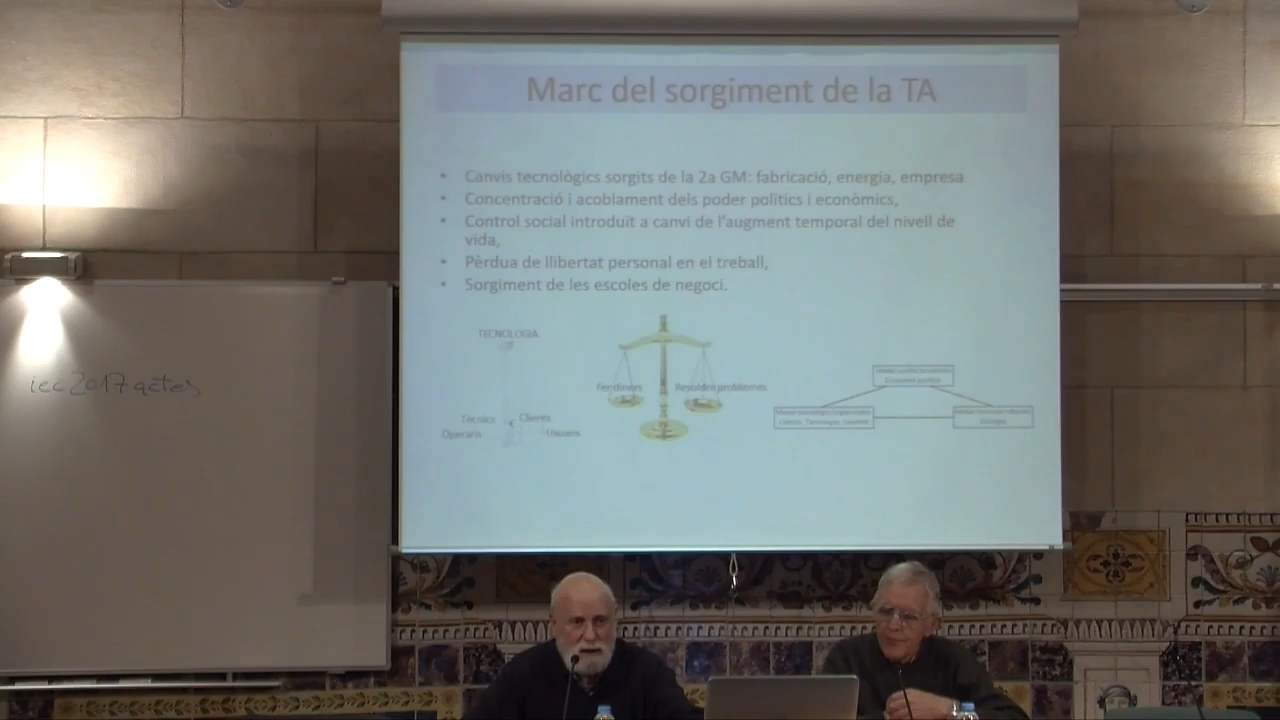 Marc del sorgiment de la TA
• Canvis tecnològics sorgits de la 2a GM: fabricació, energia, empresa
• Concentració i acoblament dels poder polítics i econòmics,
• Control social introduït a canvi de l'augment temporal del nivell de
vida,
• Pèrdua de llibertat personal en el treball,
• Sorgiment de les escoles de negoci.
TECNOLOGIA
Tècnics
Clients
Operaris
Usuaris
Fer diners
Resoldre problemes
iec2017actes